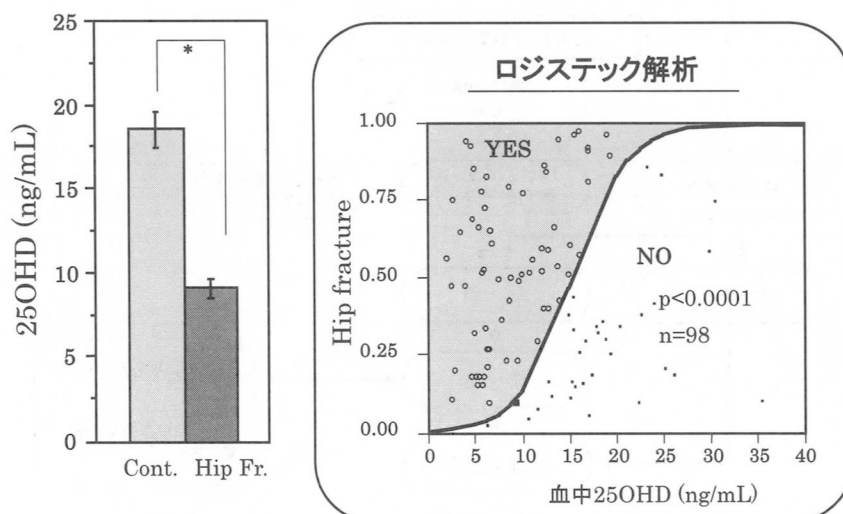 25
20
15
10
5
0
25OHD (ng/mL)
*
Cont. Hip Fr.
ロジステック解析
1.00
0.75
0.50
0.25
0.00
Hip fracture
YES
NO
p<0.0001
n=98
0 5 10 15 20 25 30 35 40
血中25OHD (ng/mL)